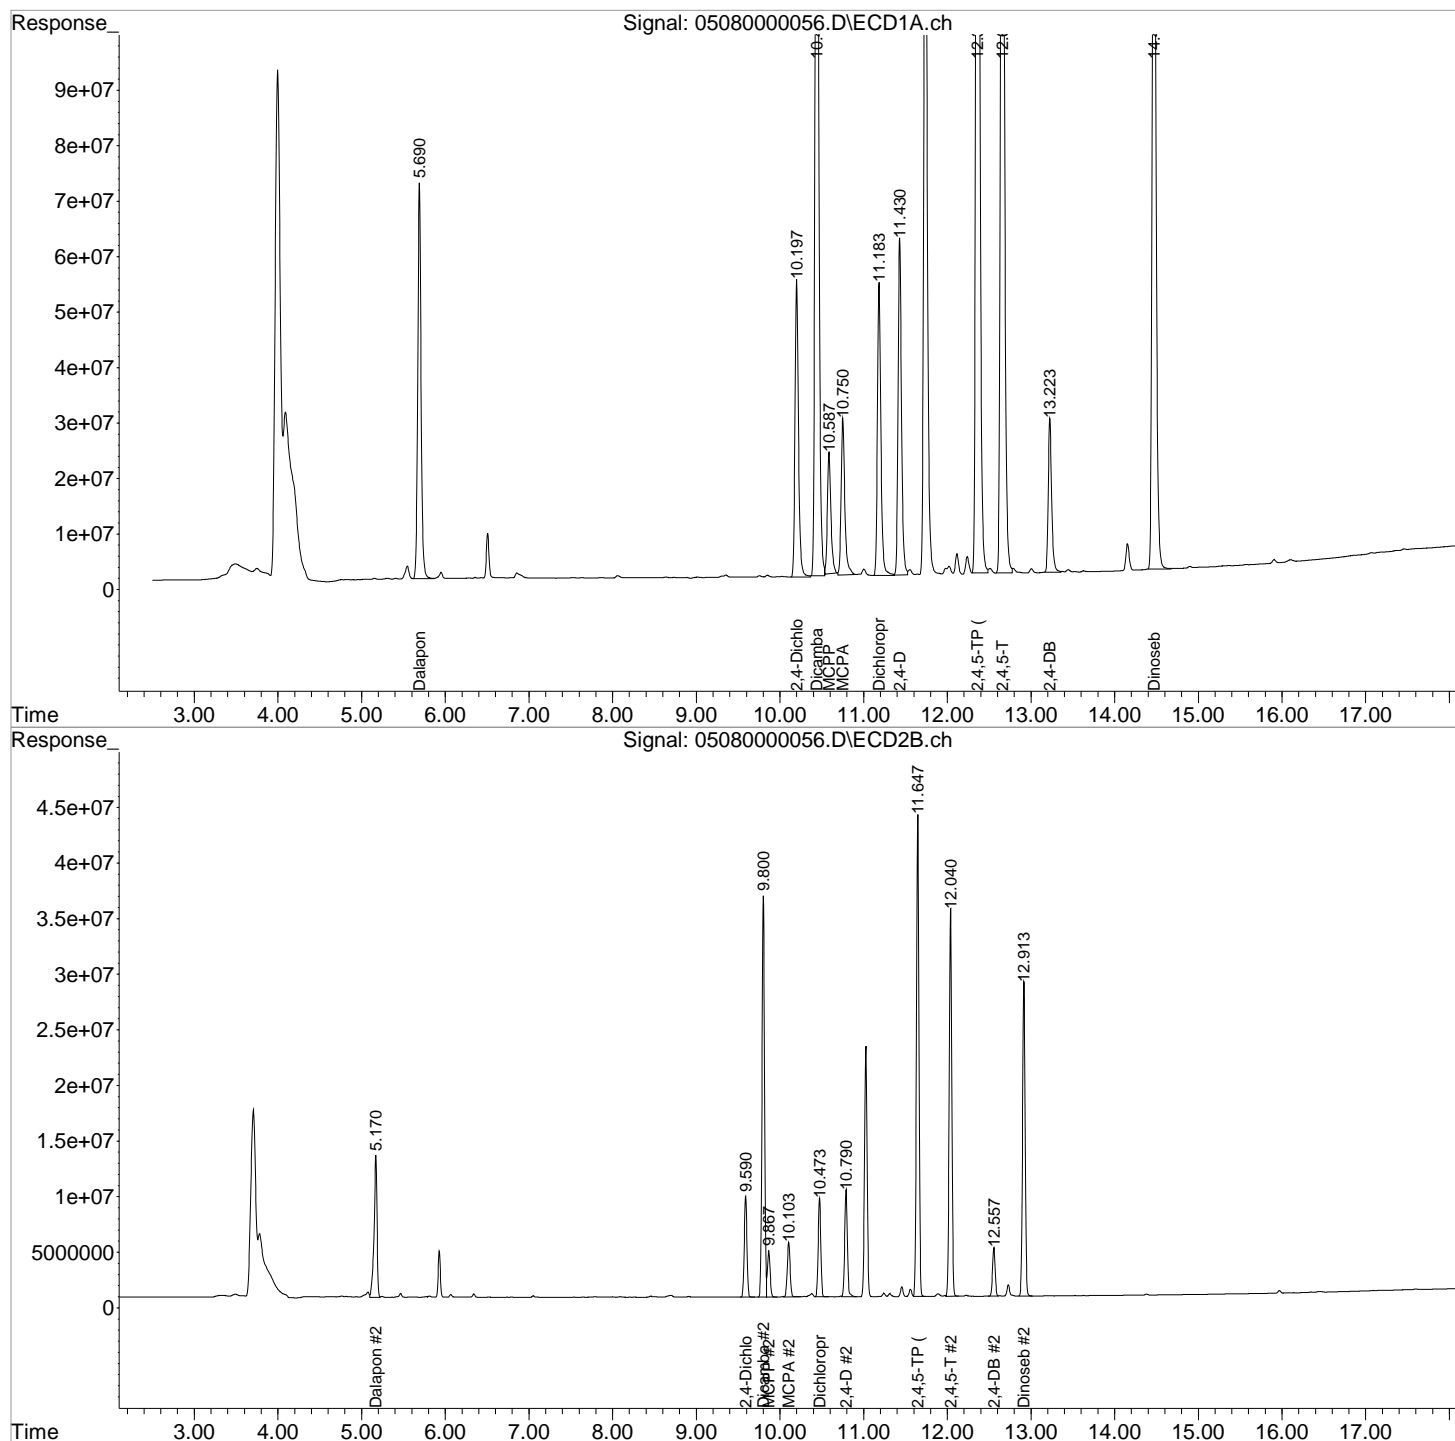 Response_
Signal: 05080000056.D\ECD1A.ch
9e+07
8e+07
7e+07
6e+07
5e+07
4e+07
3e+07
2e+07
1e+07
0
5.690
10.197
10.
10.587
10.750
11.183
11.430
12.
12.
13.223
14.
Dalapon
2,4-Dichlo
Dicamba
MCPP
MCPA
Dichloropr
2,4-D
2,4,5-TP (
2,4,5-T
2,4-DB
Dinoseb
Time
3.00 4.00 5.00 6.00 7.00 8.00 9.00 10.00 11.00 12.00 13.00 14.00 15.00 16.00 17.00
Response_
Signal: 05080000056.D\ECD2B.ch
4.5e+07
4e+07
3.5e+07
3e+07
2.5e+07
2e+07
1.5e+07
1e+07
5000000
0
5.170
9.590
9.800
9.867
10.103
10.473
10.790
11.647
12.040
12.557
12.913
Dalapon #2
2,4-Dichlo
Dicamba #2
MCPP #2
MCPA #2
Dichloropr
2,4-D #2
2,4,5-TP (
2,4,5-T #2
2,4-DB #2
Dinoseb #2
Time
3.00 4.00 5.00 6.00 7.00 8.00 9.00 10.00 11.00 12.00 13.00 14.00 15.00 16.00 17.00